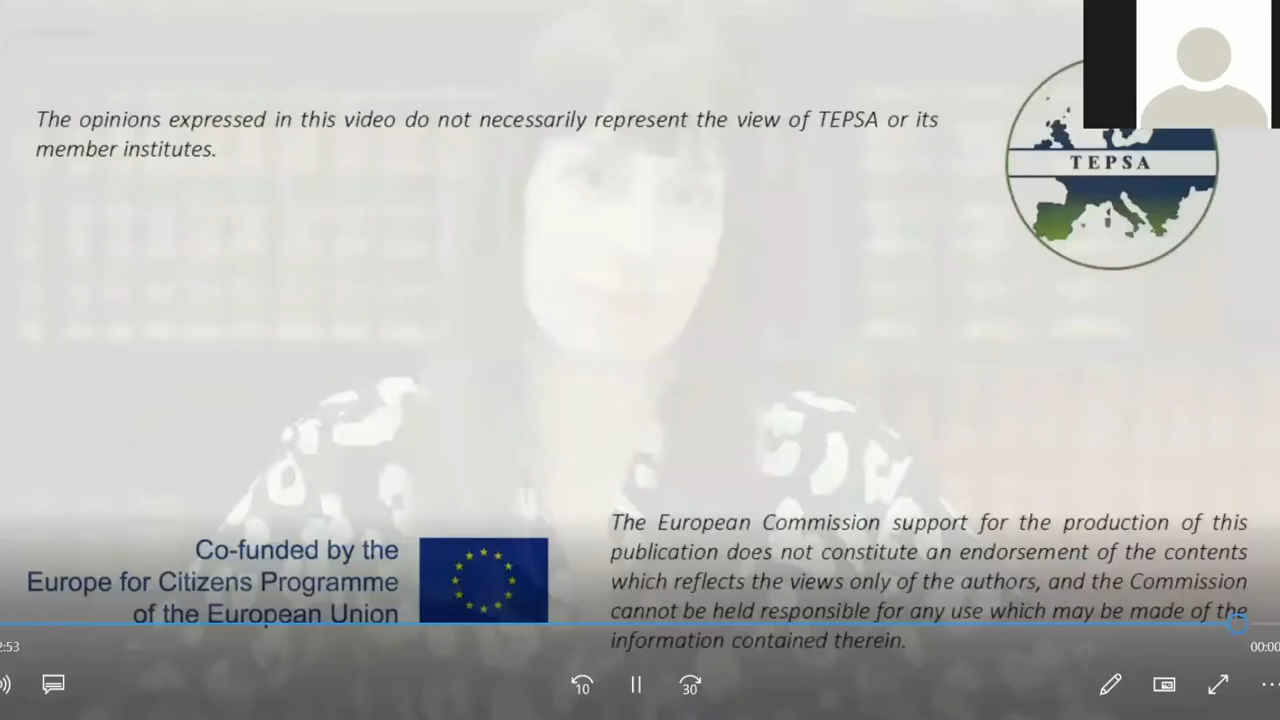 The opinions expressed in this video do not necessarily represent the view of TEPSA or its
member institutes.
TEPSA
Co-funded by the
Europe for Citizens Programme
of the European Union
The European Commission support for the production of this
publication does not constitute an endorsement of the contents
which reflects the views only of the authors, and the Commission
cannot be held responsible for any use which may be made of the
information contained therein.
2:53
00:00
10
30